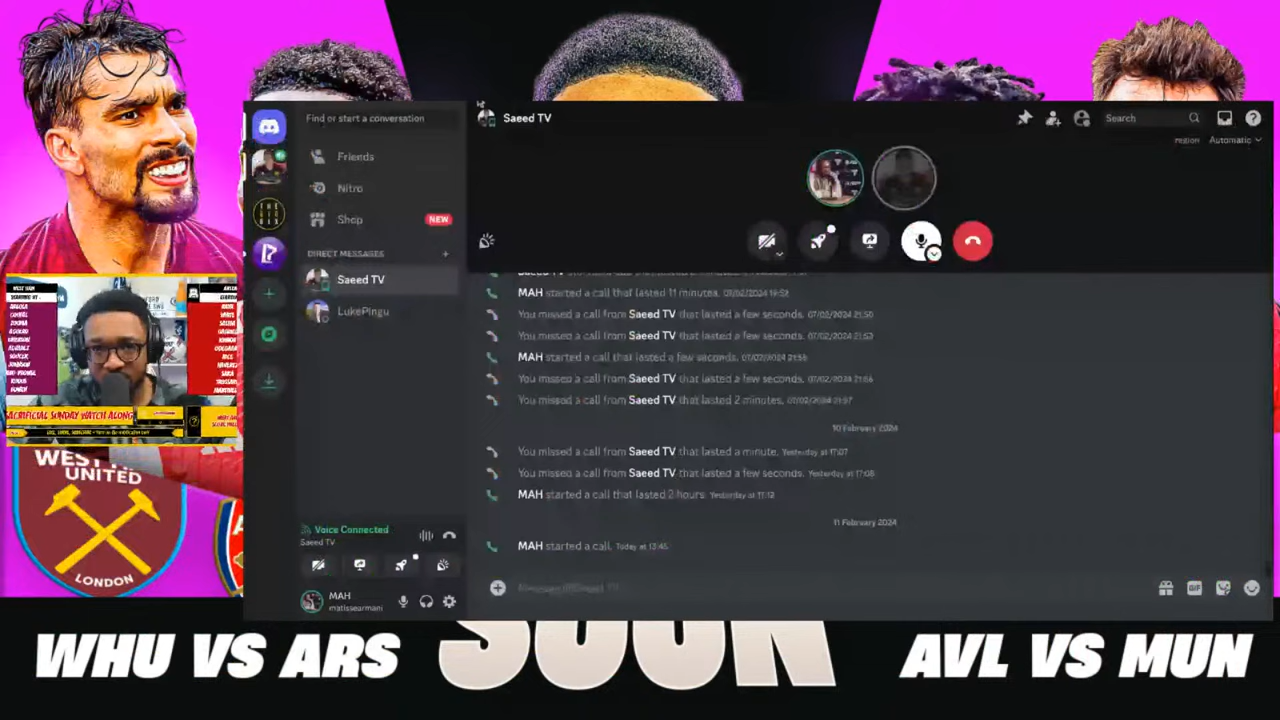 Find or start a conversation
Friends
Nitro
Shop
NEW
DIRECT MESSAGES
Saeed TV
LukePingu
Voice Connected
Saeed TV
MAH
matissearmani
Saeed TV
Search
region
Automatic
MAH started a call that lasted 11 minutes. 07/02/2024 19:52
You missed a call from Saeed TV that lasted a few seconds. 07/02/2024 21:50
You missed a call from Saeed TV that lasted a few seconds. 07/02/2024 21:53
MAH started a call that lasted a few seconds. 07/02/2024 21:56
You missed a call from Saeed TV that lasted a few seconds. 07/02/2024 21:56
You missed a call from Saeed TV that lasted 2 minutes. 07/02/2024 21:57
10 February 2024
You missed a call from Saeed TV that lasted a minute. Yesterday at 17:07
You missed a call from Saeed TV that lasted a few seconds. Yesterday at 17:08
MAH started a call that lasted 2 hours. Yesterday at 17:12
11 February 2024
MAH started a call. Today at 13:45
GIF
SACRIFICIAL SUNDAY WATCH ALONG
WEST HAM
UNITED
LONDON
WHU VS ARS
SOON
AVL VS MUN